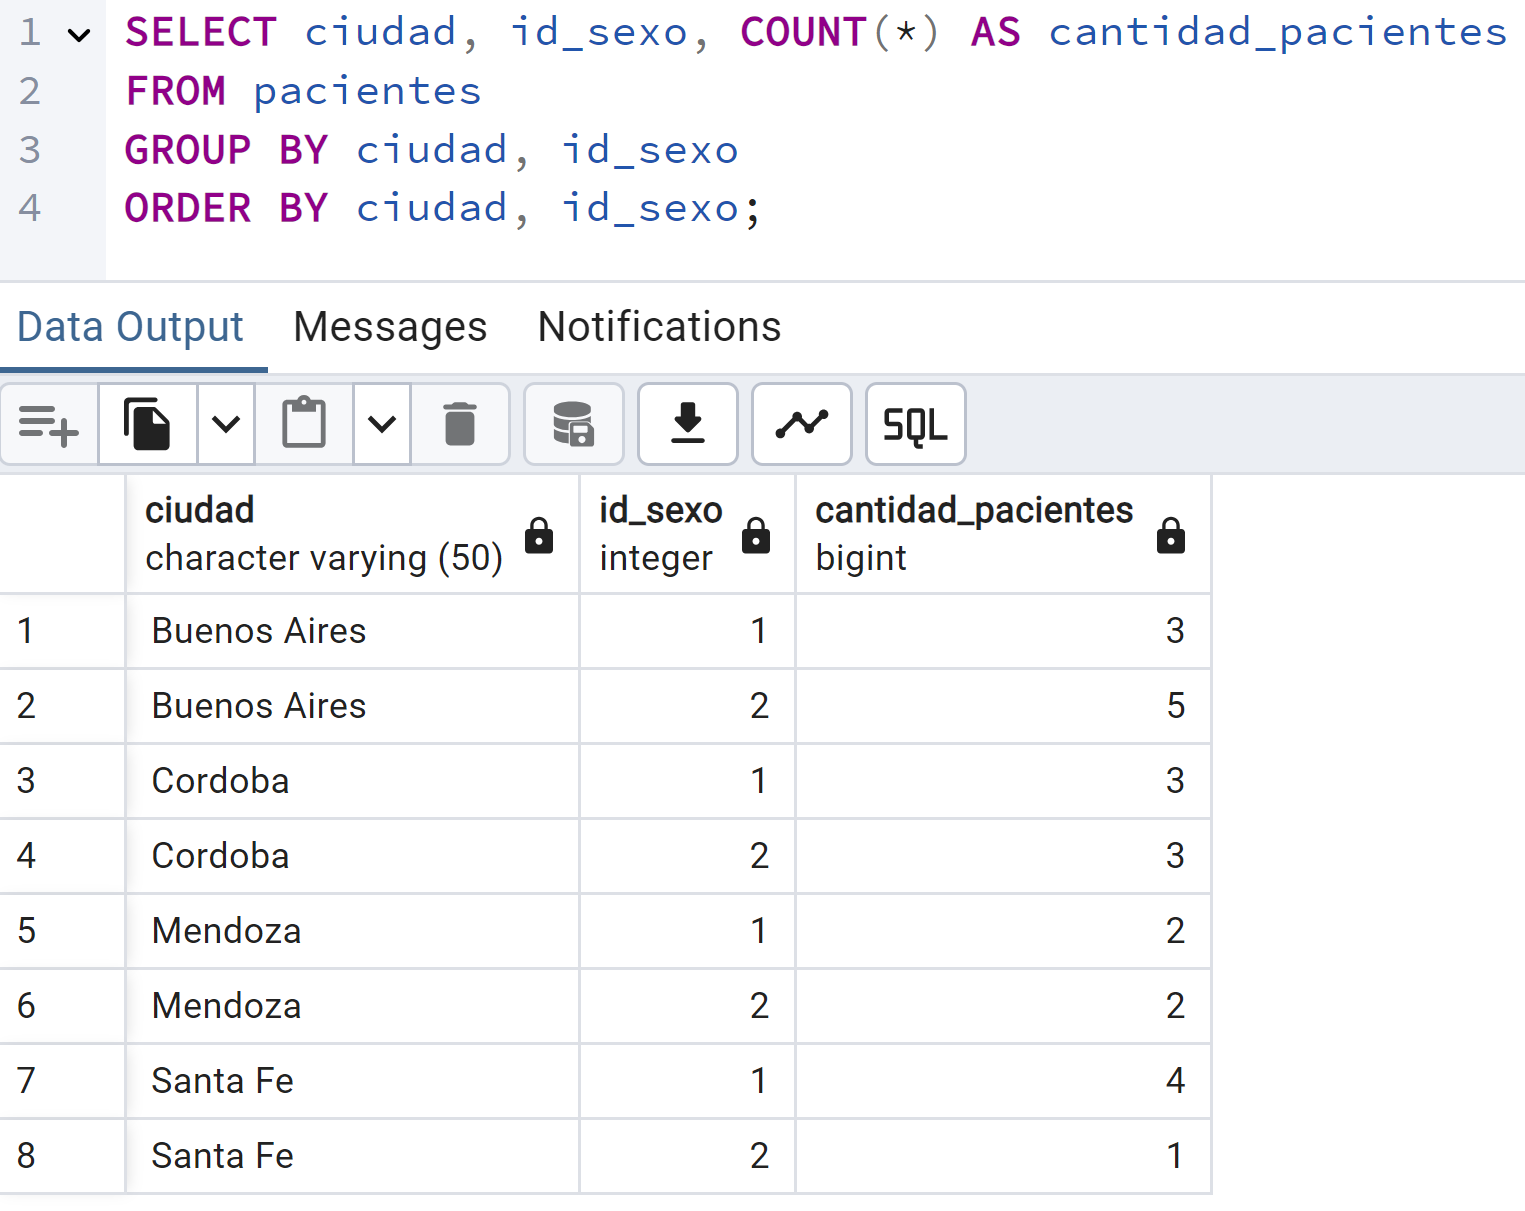 1 SELECT ciudad, id_sexo, COUNT(*) AS cantidad_pacientes
2 FROM pacientes
3 GROUP BY ciudad, id_sexo
4 ORDER BY ciudad, id_sexo;
Data Output Messages Notifications
SQL
ciudad id_sexo cantidad_pacientes
character varying (50) integer bigint
1 Buenos Aires 1 3
2 Buenos Aires 2 5
3 Cordoba 1 3
4 Cordoba 2 3
5 Mendoza 1 2
6 Mendoza 2 2
7 Santa Fe 1 4
8 Santa Fe 2 1